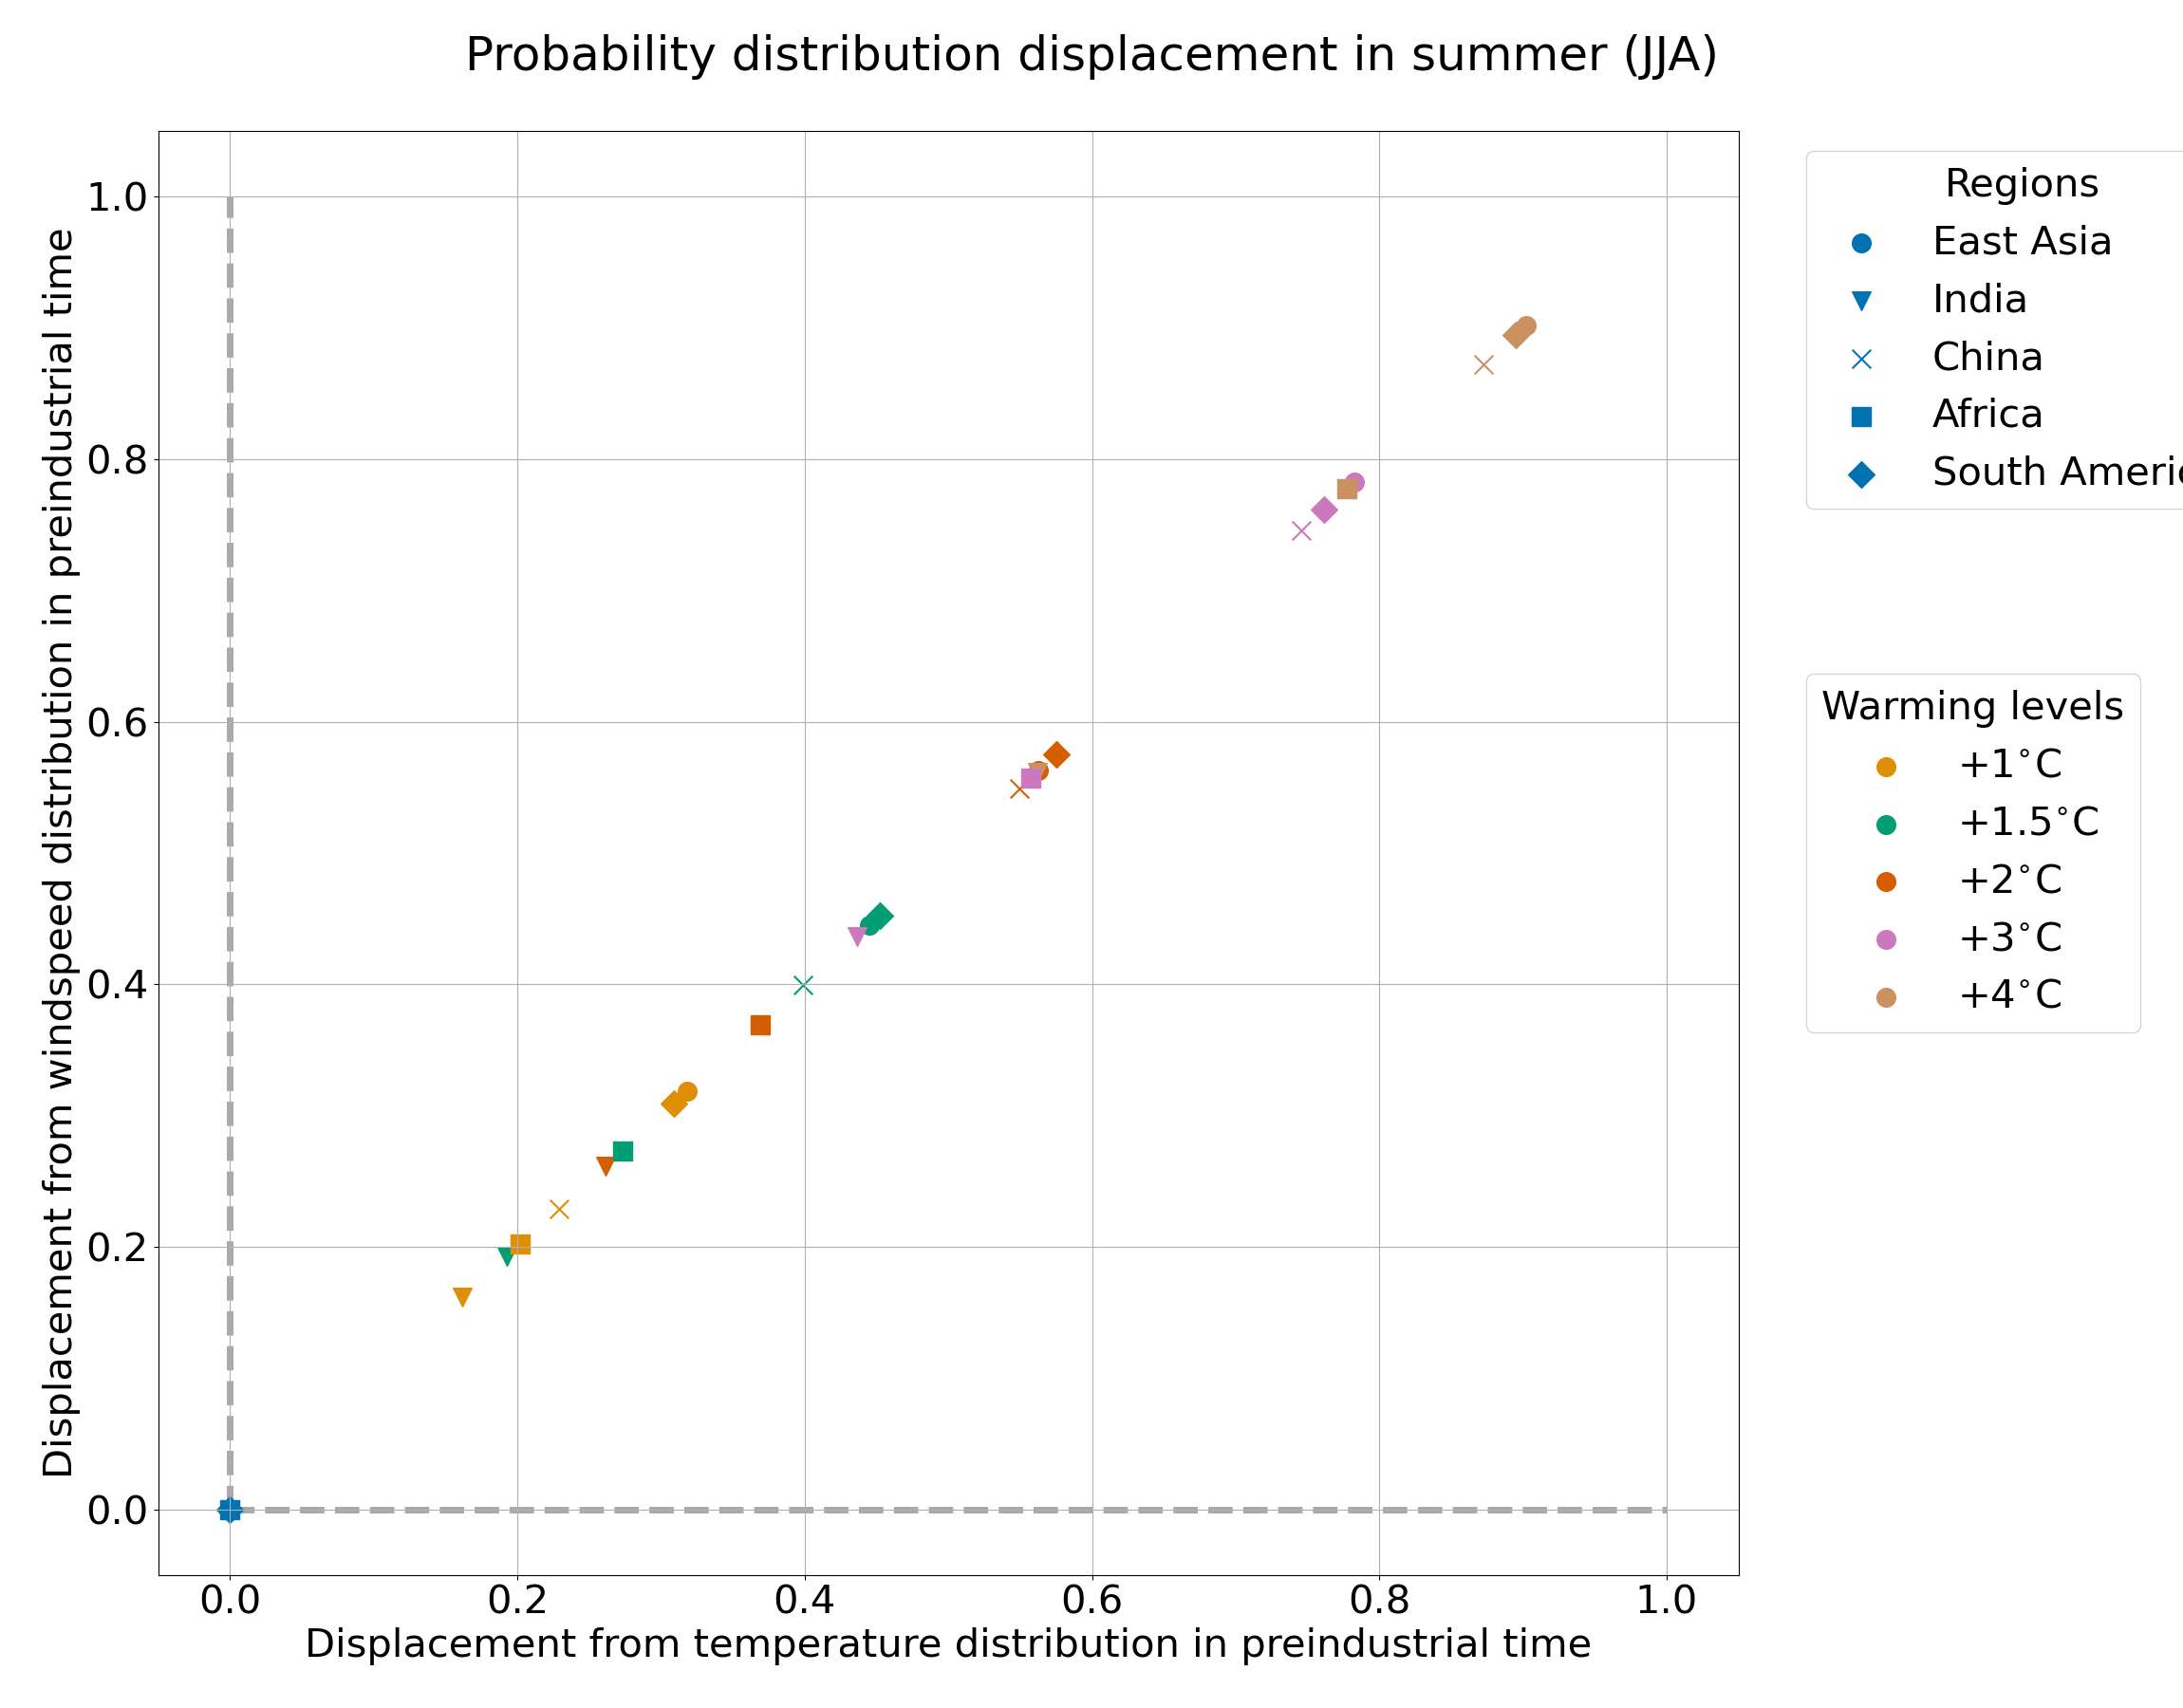 Probability distribution displacement in summer (JJA)
Displacement from windspeed distribution in preindustrial time
1.0
0.8
0.6
0.4
0.2
0.0
0.0 0.2 0.4 0.6 0.8 1.0
Displacement from temperature distribution in preindustrial time
Regions
East Asia
India
China
Africa
South Ameri
Warming levels
+1°C
+1.5°C
+2°C
+3°C
+4°C